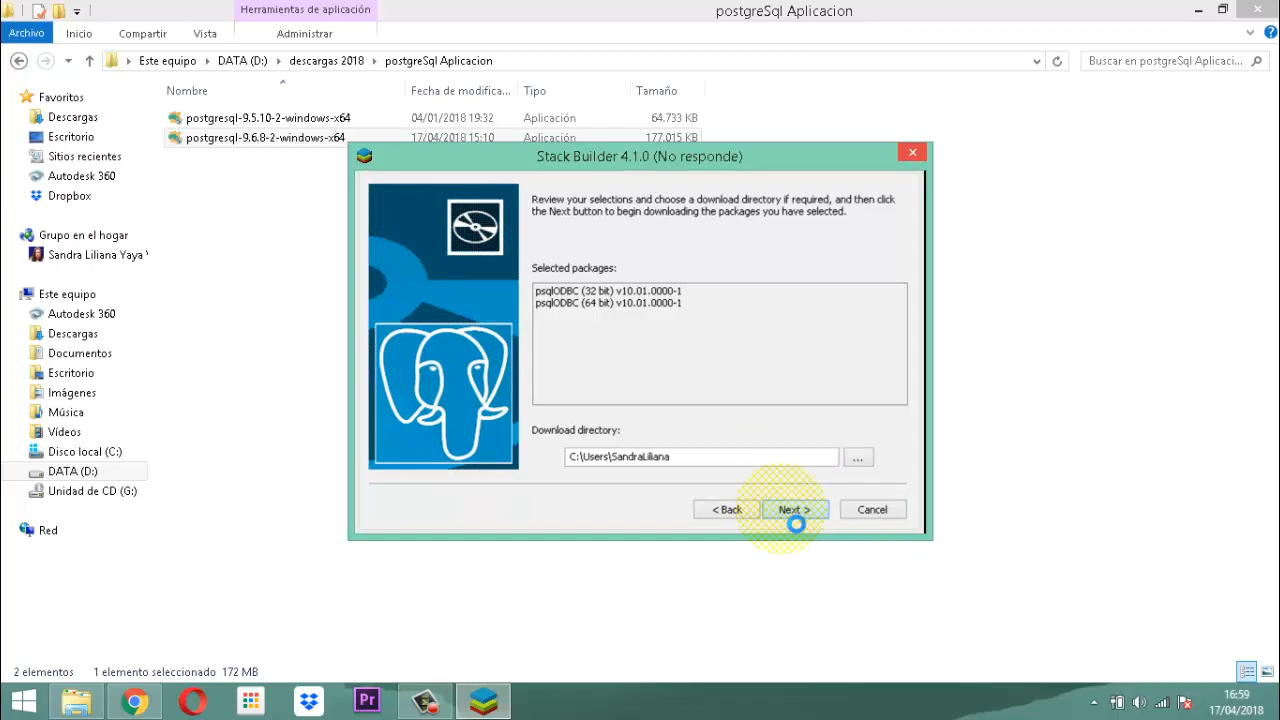 Herramientas de aplicación
postgreSql Aplicacion
Archivo
Inicio
Compartir
Vista
Administrar
Este equipo
DATA (D:)
descargas 2018
postgreSql Aplicacion
Buscar en postgreSql Aplicaci...
Nombre
Fecha de modifica...
Tipo
Tamaño
postgresql-9.5.10-2-windows-x64
04/01/2018 19:32
Aplicación
64.733 KB
postgresql-9.6.8-2-windows-x64
17/04/2018 15:10
Aplicación
177.015 KB
Favoritos
Descargas
Escritorio
Sitios recientes
Autodesk 360
Dropbox
Grupo en el hogar
Sandra Liliana Yaya
Este equipo
Autodesk 360
Descargas
Documentos
Escritorio
Imágenes
Música
Vídeos
Disco local (C:)
DATA (D:)
Unidad de CD (G:)
Red
Stack Builder 4.1.0 (No responde)
Review your selections and choose a download directory if required, and then click
the Next button to begin downloading the packages you have selected.
Selected packages:
psqlODBC (32 bit) v10.01.0000-1
psqlODBC (64 bit) v10.01.0000-1
Download directory:
C:\Users\SandraLiliana
...
< Back
Next >
Cancel
2 elementos
1 elemento seleccionado 172 MB
Pr
16:59
17/04/2018